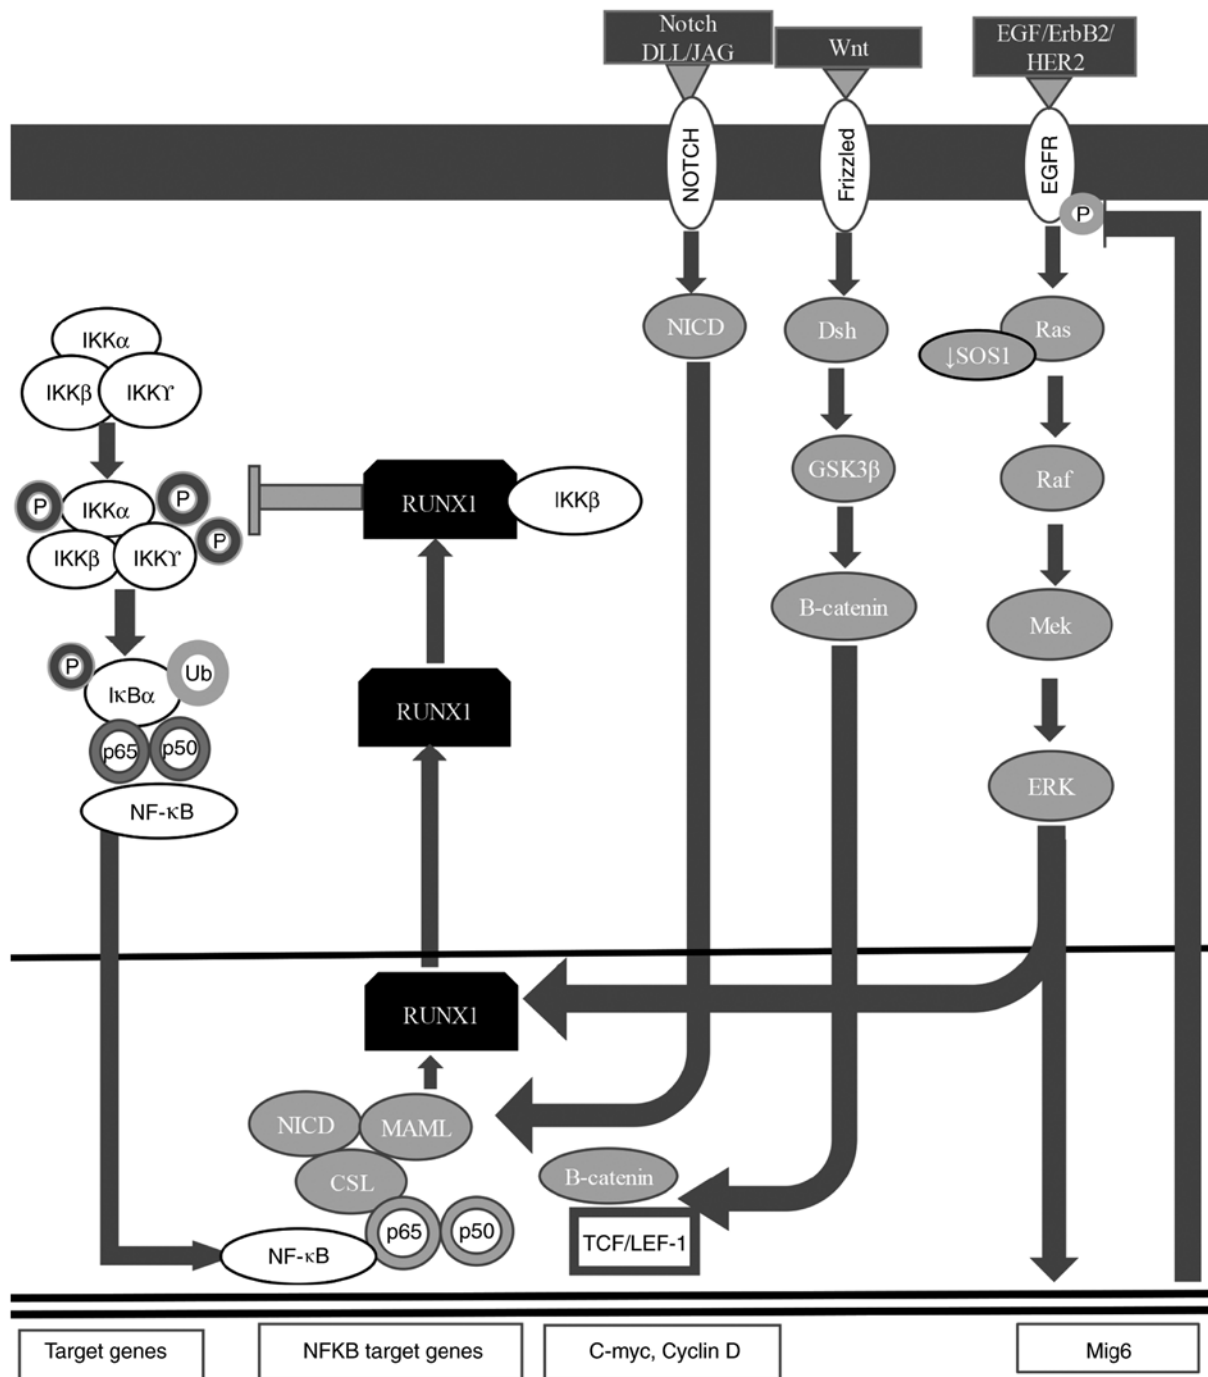 Notch
DLL/JAG
Wnt
EGF/ErbB2/
HER2
NOTCH
Frizzled
EGFR
P
NICD
Dsh
Ras
↓SOS1
IKKα
IKKβ
IKKϒ
GSK3β
Raf
P
IKKα
P
P
IKKβ
IKKϒ
RUNX1
IKKβ
B-catenin
Mek
P
IκBα
Ub
p65
p50
NF-κB
RUNX1
ERK
RUNX1
NICD
MAML
CSL
p65
p50
NF-κB
B-catenin
TCF/LEF-1
Target genes
NFKB target genes
C-myc, Cyclin D
Mig6